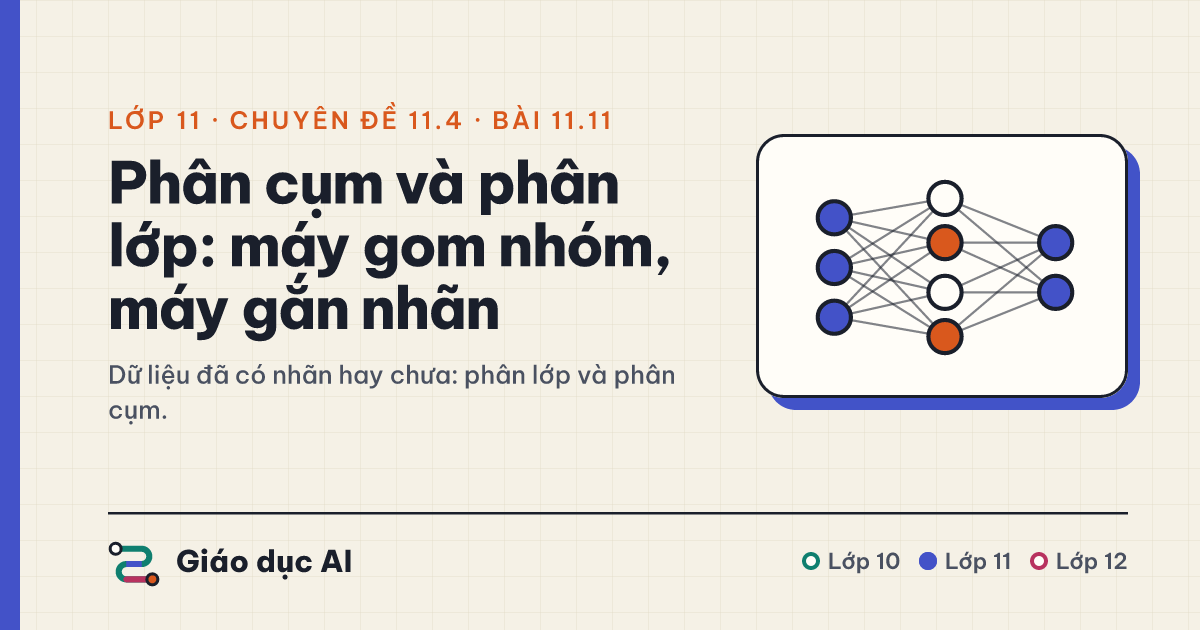 LỚP 11 · CHUYÊN ĐỀ 11.4 · BÀI 11.11
Phân cụm và phân
lớp: máy gom nhóm,
máy gắn nhãn
Dữ liệu đã có nhãn hay chưa: phân lớp và phân
cụm.
Giáo dục AI
Lớp 10
Lớp 11
Lớp 12